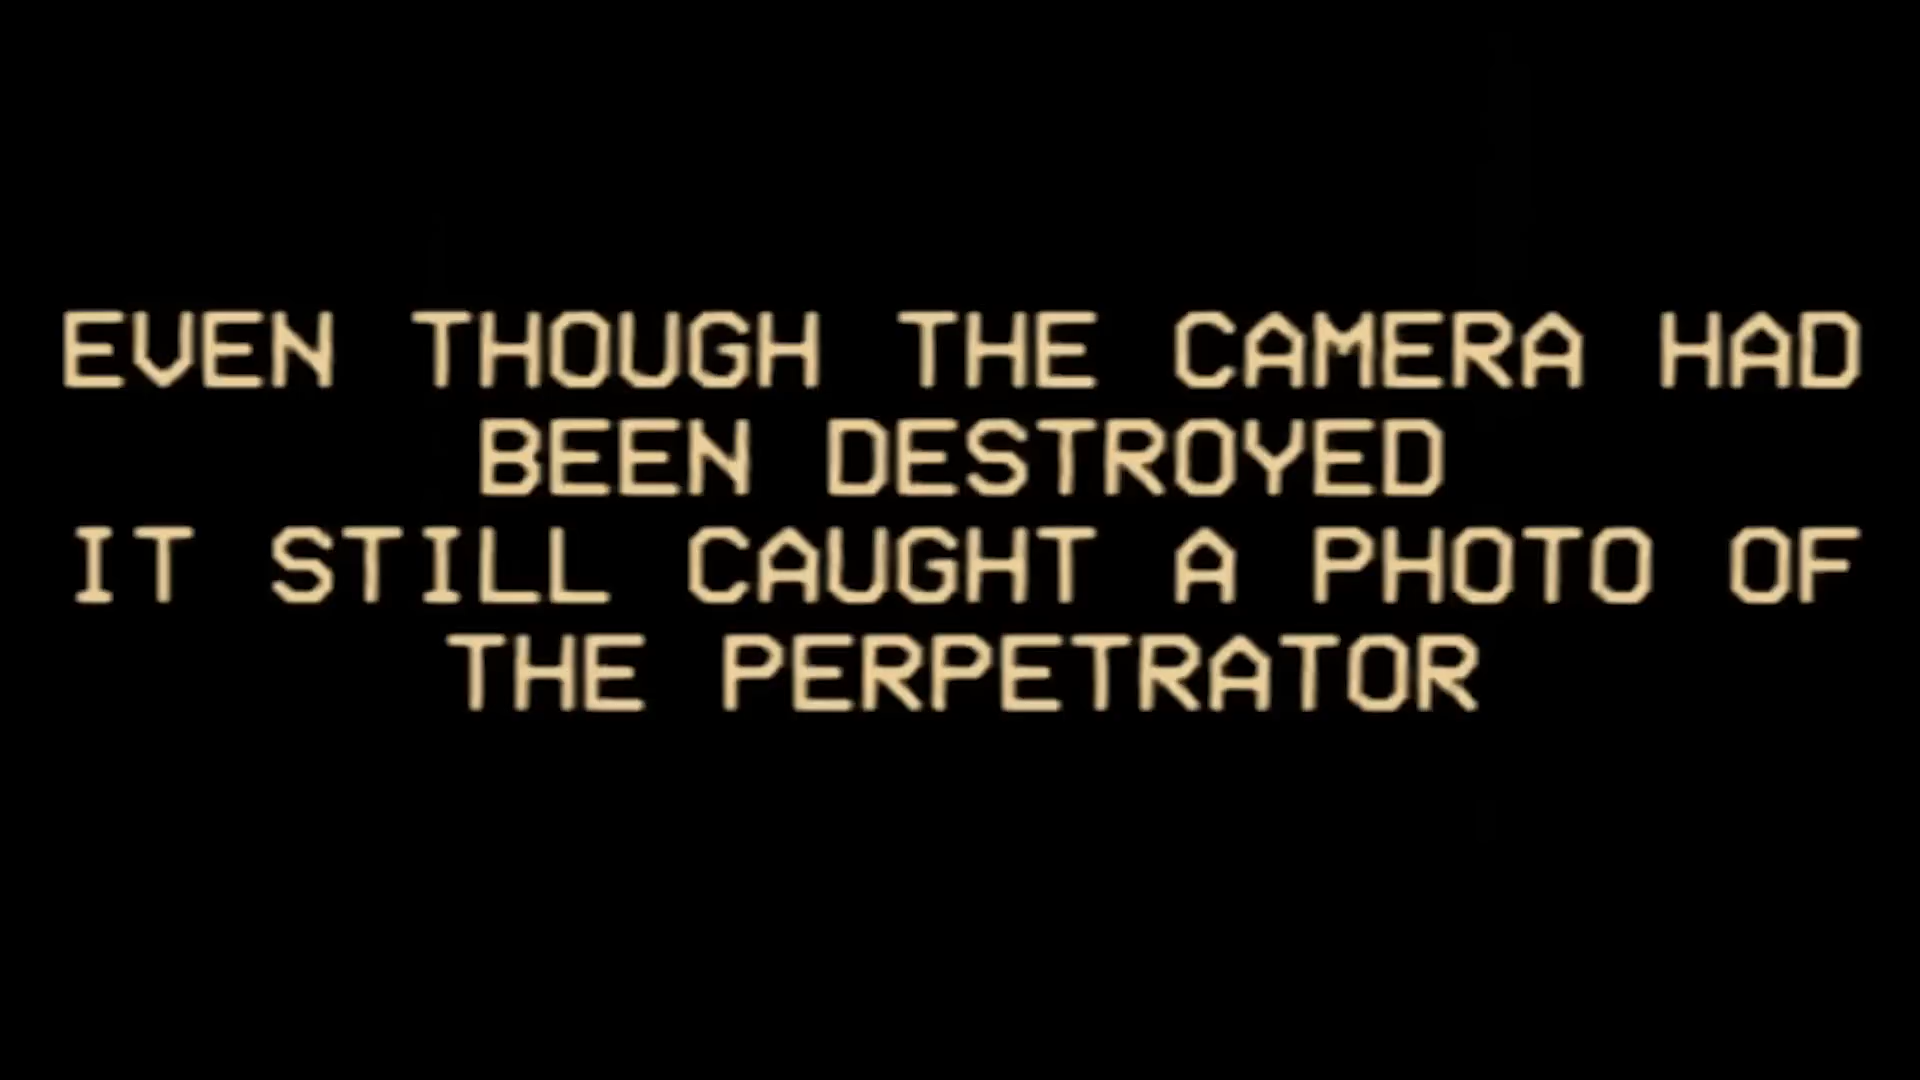 EVEN THOUGH THE CAMERA HAD
BEEN DESTROYED
IT STILL CAUGHT A PHOTO OF
THE PERPETRATOR